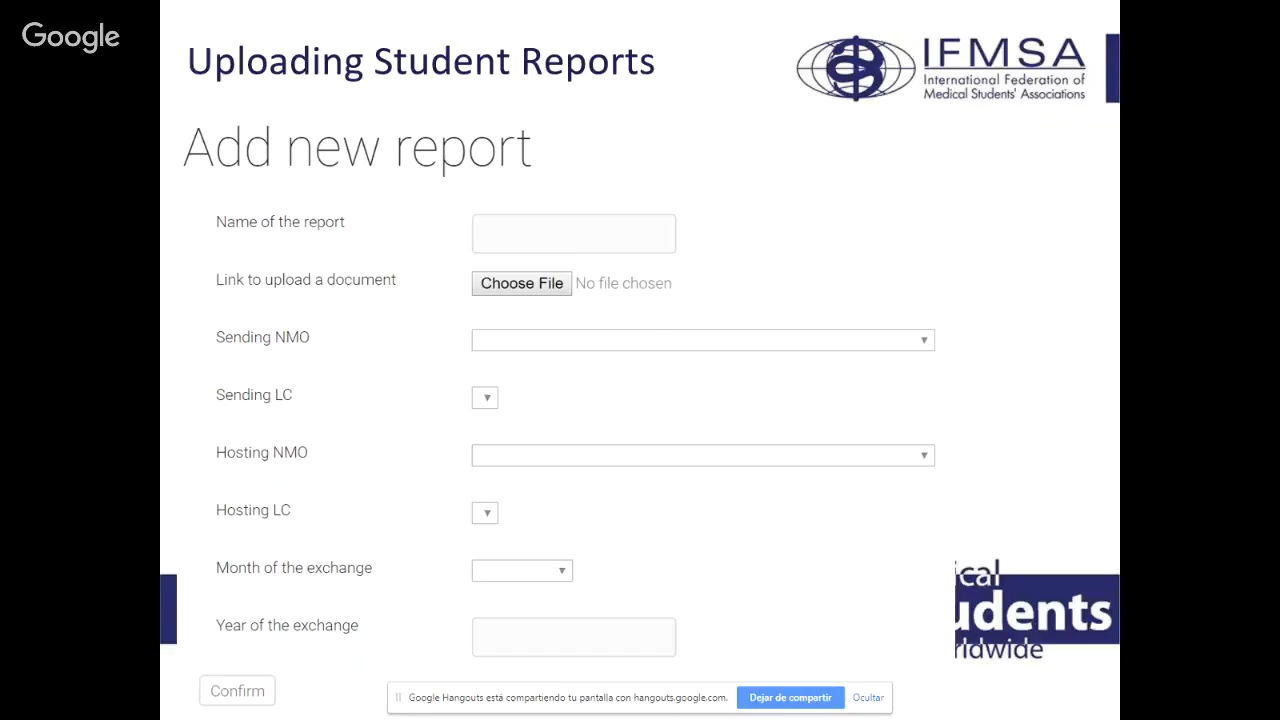 Google
Uploading Student Reports
IFMSA
International Federation of
Medical Students' Associations
Add new report
Name of the report
Link to upload a document
Choose File No file chosen
Sending NMO
Sending LC
Hosting NMO
Hosting LC
Month of the exchange
Year of the exchange
ical
udents
rldwide
Confirm
Google Hangouts está compartiendo tu pantalla con hangouts.google.com. Dejar de compartir Ocultar